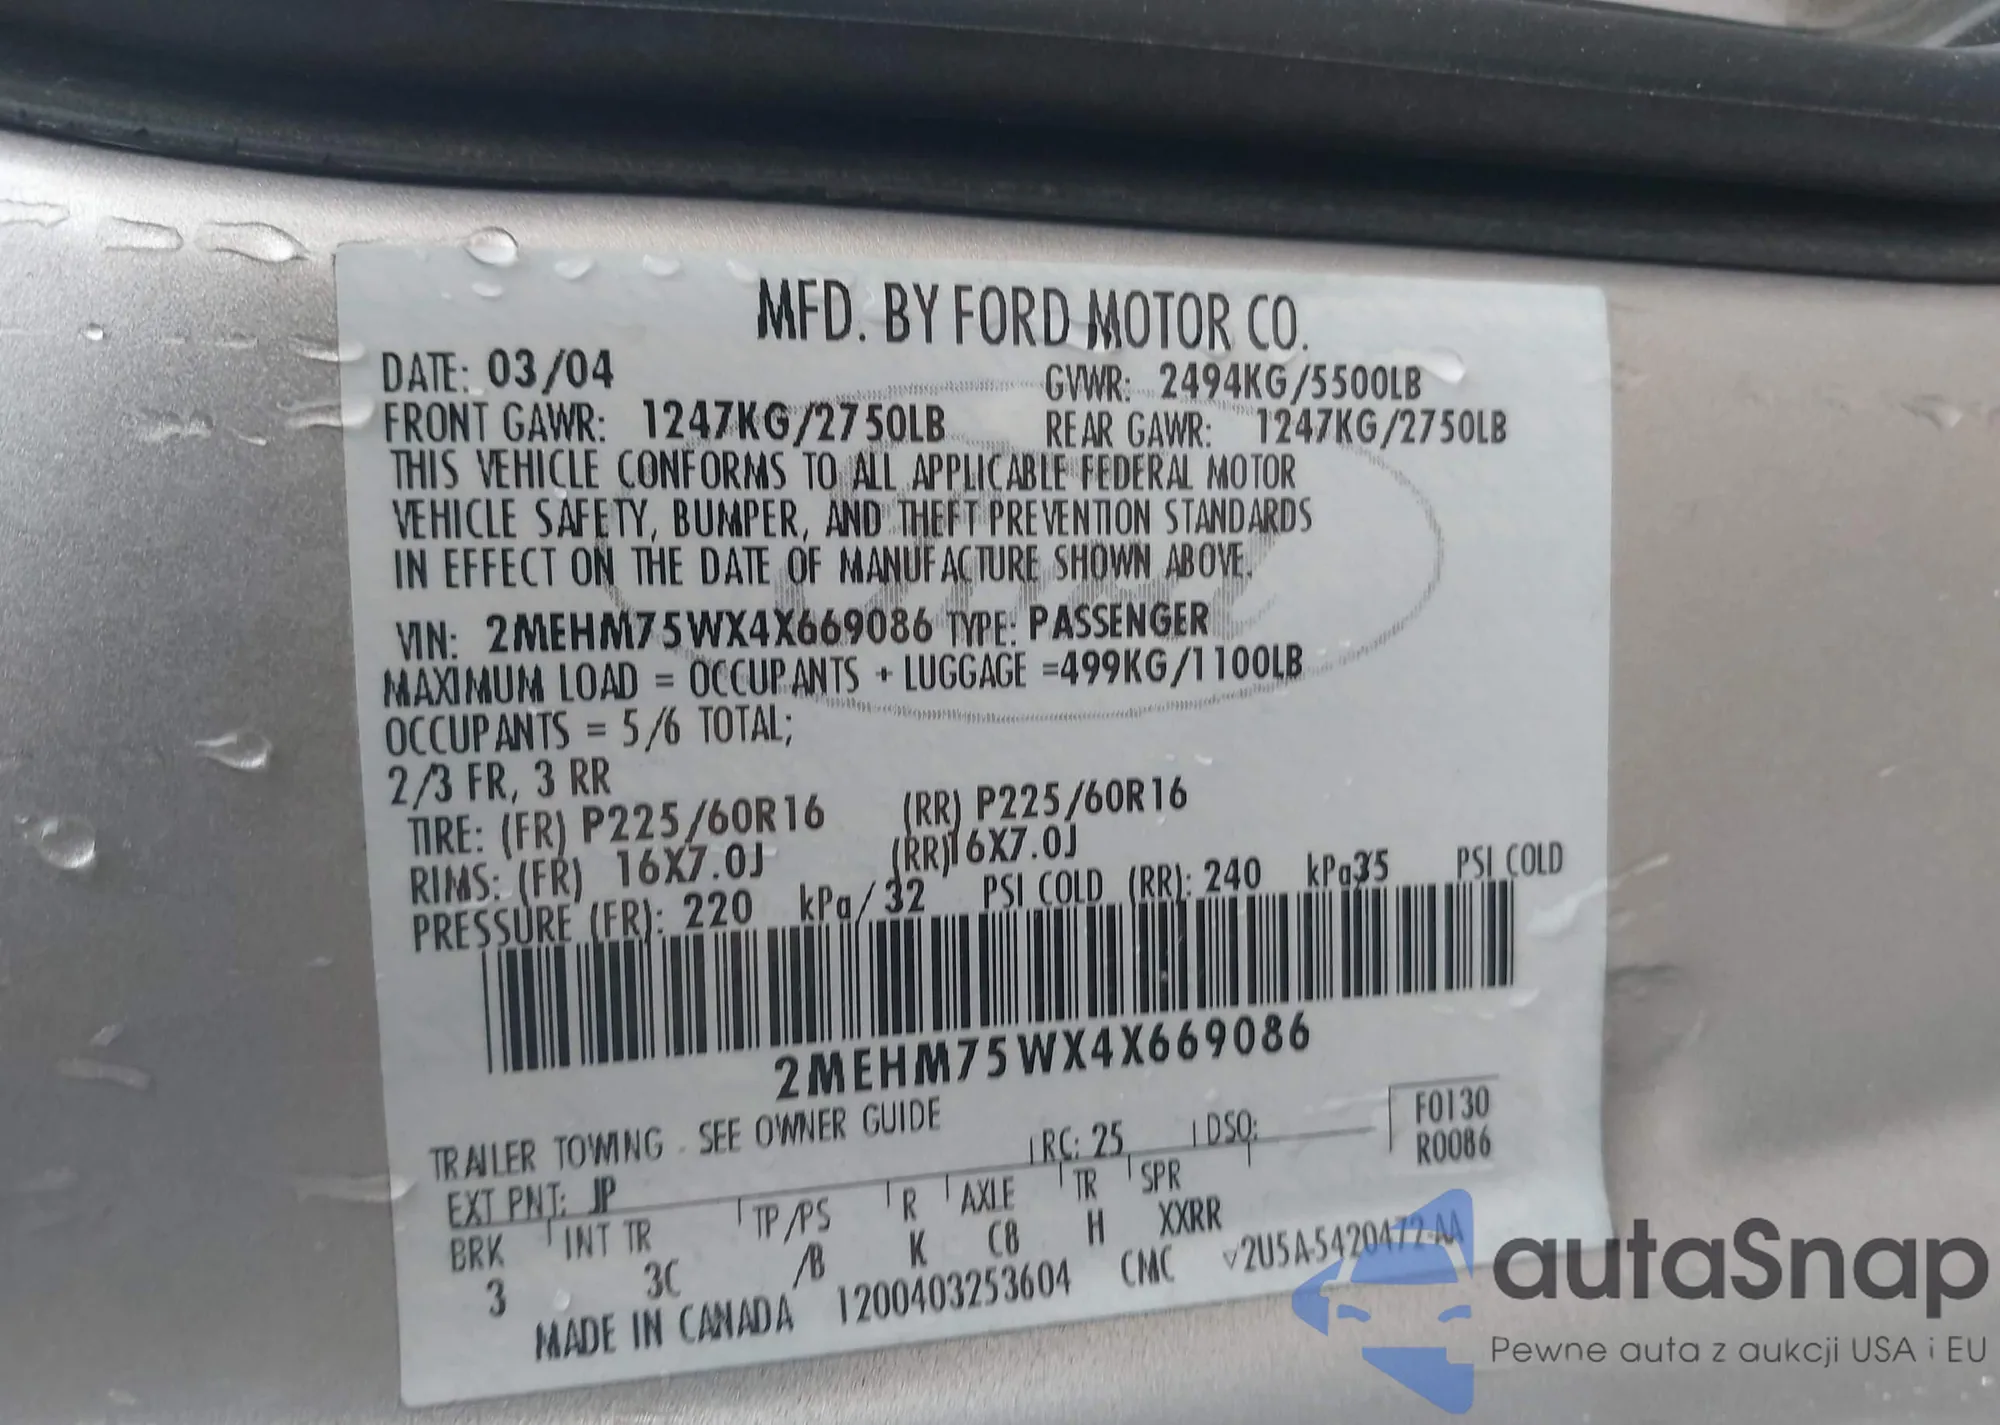 MFD. BY FORD MOTOR CO.
DATE: 03/04 GVWR: 2494KG/5500LB
FRONT GAWR: 1247KG/2750LB REAR GAWR: 1247KG/2750LB
THIS VEHICLE CONFORMS TO ALL APPLICABLE FEDERAL MOTOR
VEHICLE SAFETY, BUMPER, AND THEFT PREVENTION STANDARDS
IN EFFECT ON THE DATE OF MANUFACTURE SHOWN ABOVE.
VIN: 2MEHM75WX4X669086 TYPE: PASSENGER
MAXIMUM LOAD = OCCUPANTS + LUGGAGE =499KG/1100LB
OCCUPANTS = 5/6 TOTAL;
2/3 FR, 3 RR
TIRE: (FR) P225/60R16 (RR) P225/60R16
RIMS: (FR) 16X7.0J (RR)16X7.0J
PRESSURE (FR): 220 kPa/ 32 PSI COLD (RR): 240 kPa35 PSI COLD
2MEHM75WX4X669086
TRAILER TOWING - SEE OWNER GUIDE
F0130
EXT PNT: JP RC: 25 DSO: R0086
BRK INT TR TP/PS R AXLE TR SPR
3 3C /B K C8 H XXRR
MADE IN CANADA 1200403253604 CMC v2U5A-5420472-AA
autaSnap
Pewne auta z aukcji USA i EU